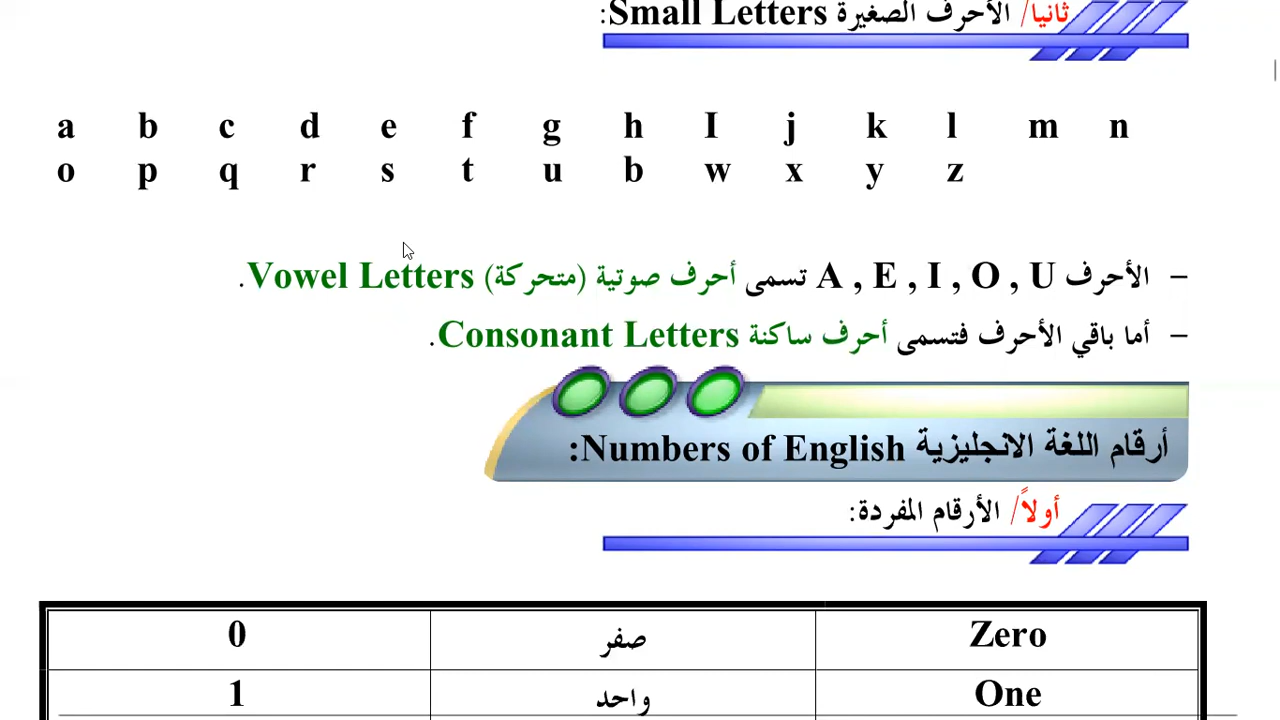 ثانيا/ الأحرف الصغيرة Small Letters:
a b c d e f g h I j k l m n
o p q r s t u b w x y z
– الأحرف A , E , I , O , U تسمى أحرف صوتية (متحركة) Vowel Letters.
– أما باقي الأحرف فتسمى أحرف ساكنة Consonant Letters.
أرقام اللغة الانجليزية Numbers of English:
أولاً/ الأرقام المفردة:
0 صفر Zero
1 واحد One